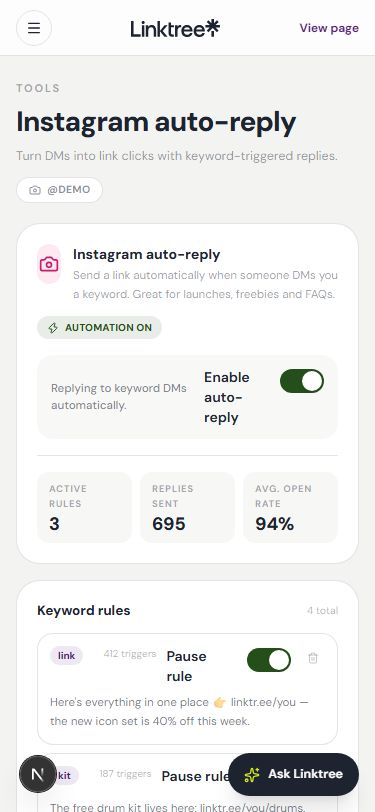 Linktree
View page
TOOLS
Instagram auto-reply
Turn DMs into link clicks with keyword-triggered replies.
@DEMO
Instagram auto-reply
Send a link automatically when someone DMs you
a keyword. Great for launches, freebies and FAQs.
AUTOMATION ON
Replying to keyword DMs
automatically.
Enable
auto-
reply
ACTIVE
RULES
3
REPLIES
SENT
695
AVG. OPEN
RATE
94%
Keyword rules
4 total
link
412 triggers
Pause
rule
Here's everything in one place 👉 linktr.ee/you —
the new icon set is 40% off this week.
kit
187 triggers
Pause rule
N
Ask Linktree
The free drum kit lives here: linktr.ee/you/drums.